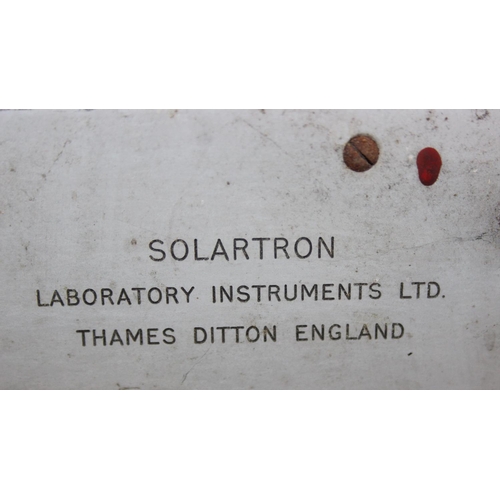 SOLARTRON
LABORATORY INSTRUMENTS LTD.
THAMES DITTON ENGLAND